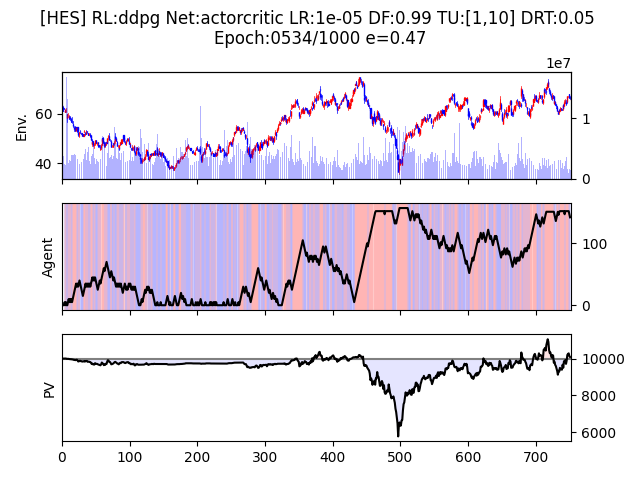 [HES] RL:ddpg Net:actorcritic LR:1e-05 DF:0.99 TU:[1,10] DRT:0.05
Epoch:0534/1000 e=0.47
1e7
Env.
60
40
1
0
Agent
100
0
PV
10000
8000
6000
0 100 200 300 400 500 600 700